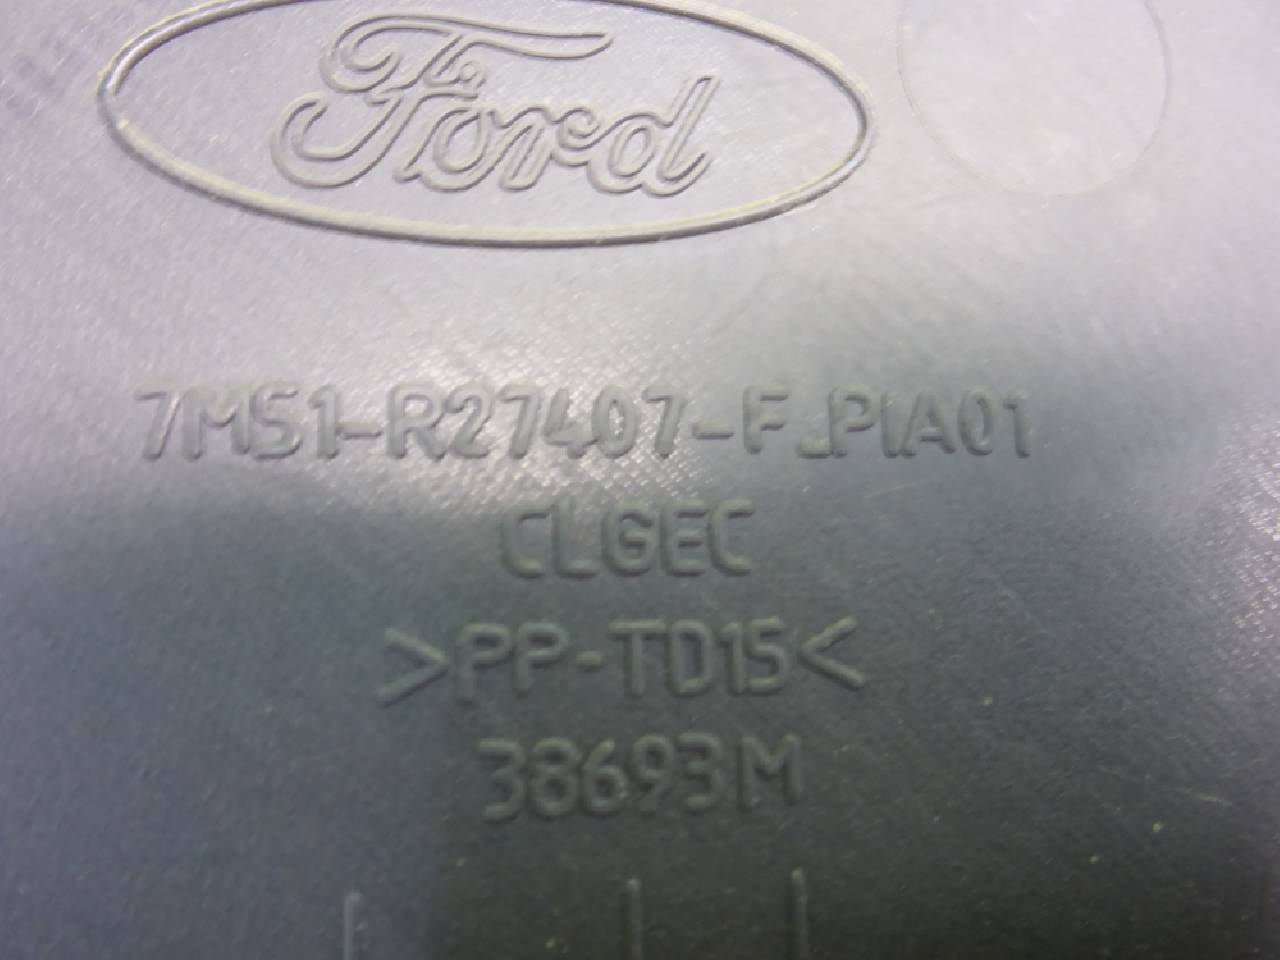 Ford
7M51-R27407-F_PIA01
CLGEC
>PP-TD15<
38693M